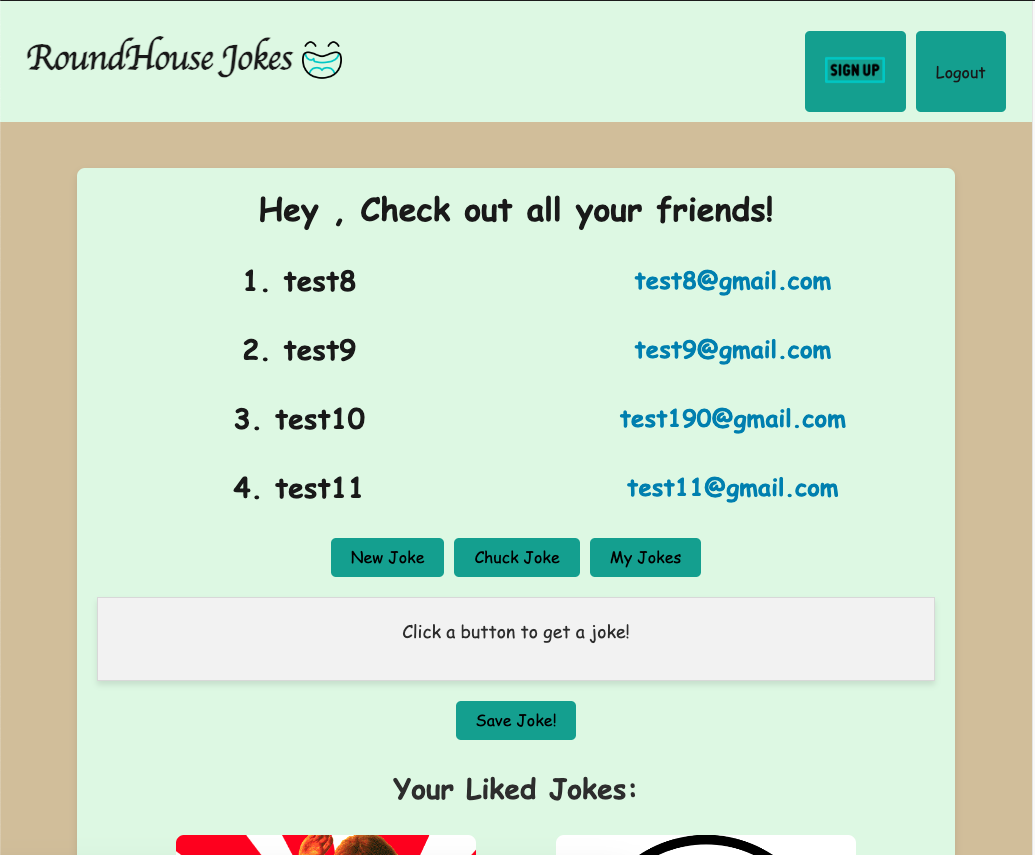 RoundHouse Jokes
SIGN UP
Logout
Hey , Check out all your friends!
1. test8 test8@gmail.com
2. test9 test9@gmail.com
3. test10 test190@gmail.com
4. test11 test11@gmail.com
New Joke Chuck Joke My Jokes
Click a button to get a joke!
Save Joke!
Your Liked Jokes: